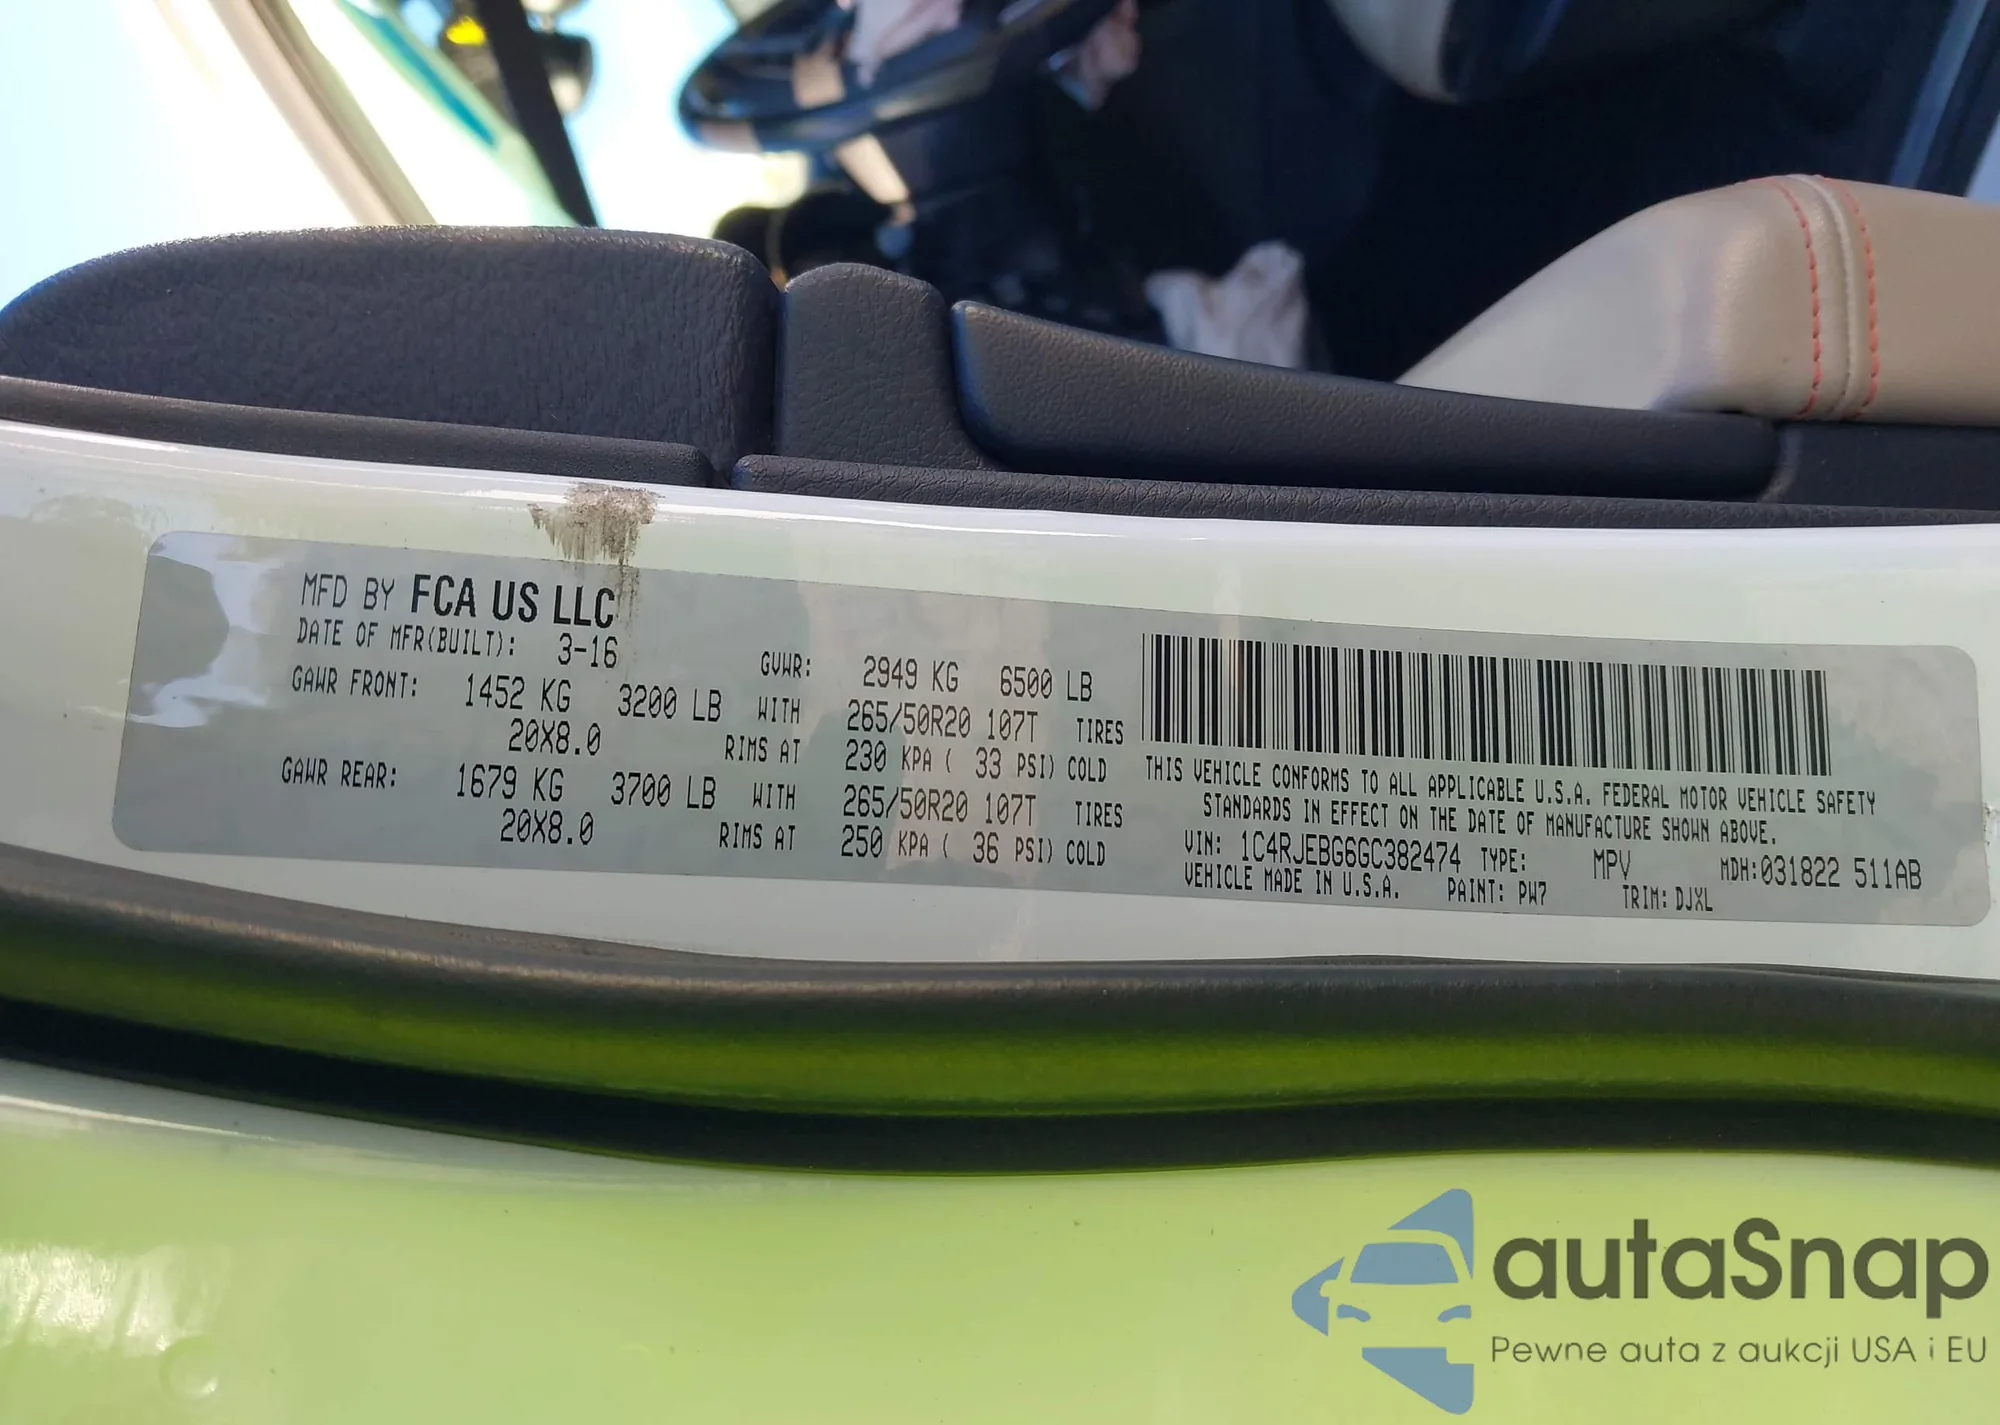 MFD BY FCA US LLC
DATE OF MFR(BUILT): 3-16 GVWR: 2949 KG 6500 LB
GAWR FRONT: 1452 KG 3200 LB WITH 265/50R20 107T TIRES
20X8.0 RIMS AT 230 KPA ( 33 PSI) COLD
GAWR REAR: 1679 KG 3700 LB WITH 265/50R20 107T TIRES
20X8.0 RIMS AT 250 KPA ( 36 PSI) COLD
THIS VEHICLE CONFORMS TO ALL APPLICABLE U.S.A. FEDERAL MOTOR VEHICLE SAFETY
STANDARDS IN EFFECT ON THE DATE OF MANUFACTURE SHOWN ABOVE.
VIN: 1C4RJEBG6GC382474 TYPE: MPV MDH:031822 511AB
VEHICLE MADE IN U.S.A. PAINT: PW7 TRIM: DJXL
autaSnap
Pewne auta z aukcji USA i EU